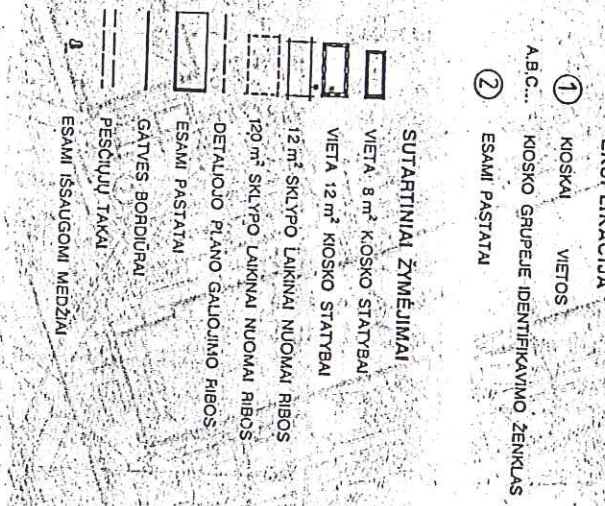 EKSPLIKACIJA
1 KIOSKAI VIETOS
A.B.C... - KIOSKO GRUPĖJE IDENTIFIKAVIMO ŽENKLAS
2 ESAMI PASTATAI
SUTARTINIAI ŽYMĖJIMAI
VIETA 8 m² KIOSKO STATYBAI
VIETA 12 m² KIOSKO STATYBAI
12 m² SKLYPO LAIKINAI NUOMAI RIBOS
120 m² SKLYPO LAIKINAI NUOMAI RIBOS
DETALIOJO PLANO GALIOJIMO RIBOS
ESAMI PASTATAI
GATVĖS BORDIŪRAI
PĖSČIŲJŲ TAKAI
ESAMI IŠSAUGOMI MEDŽIAI